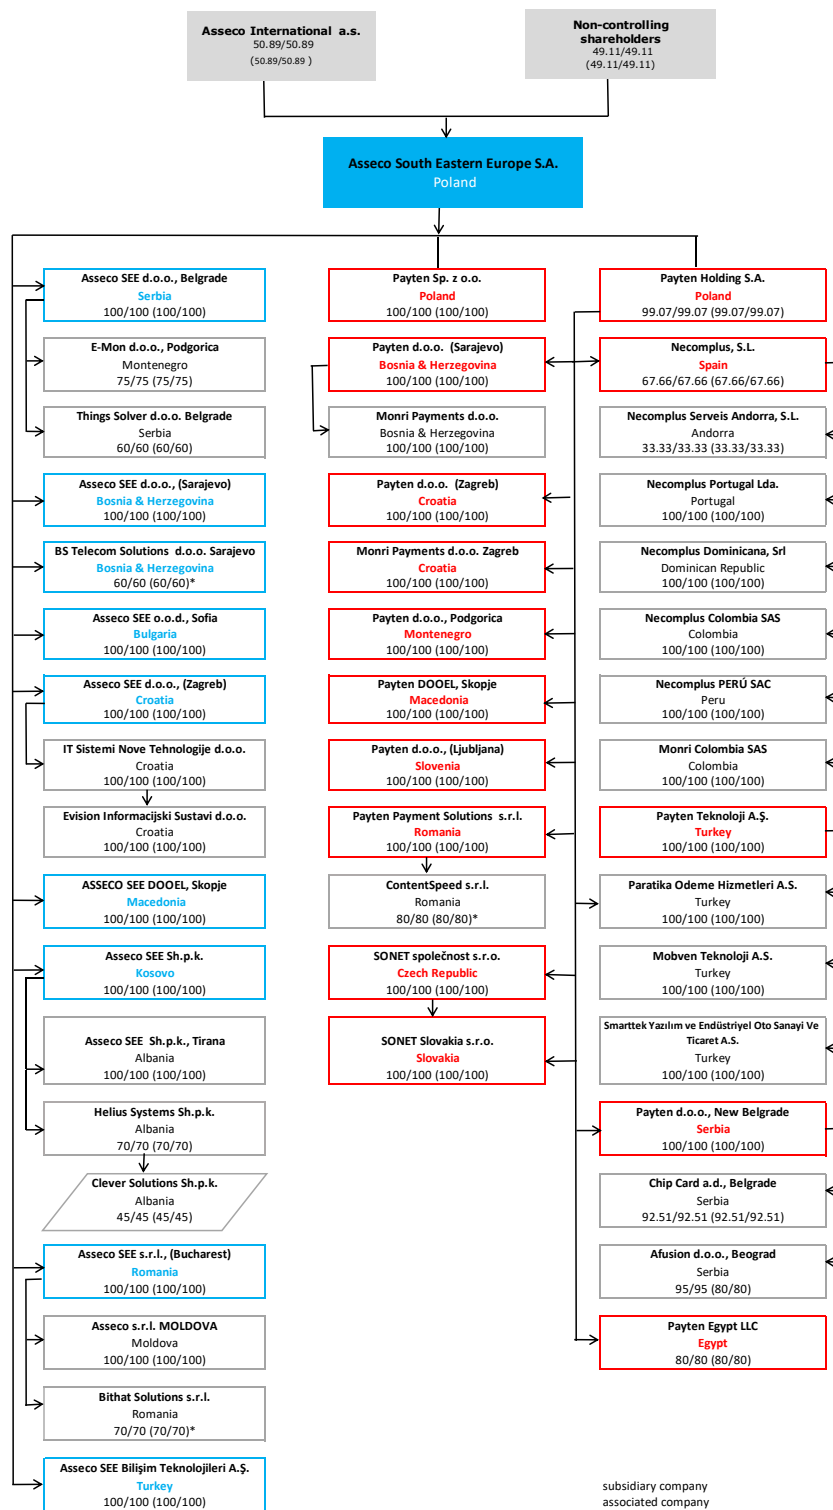 Asseco International a.s.
50.89/50.89
(50.89/50.89 )
Non-controlling
shareholders
49.11/49.11
(49.11/49.11)
Asseco South Eastern Europe S.A.
Poland
Asseco SEE d.o.o., Belgrade
Serbia
100/100 (100/100)
E-Mon d.o.o., Podgorica
Montenegro
75/75 (75/75)
Things Solver d.o.o. Belgrade
Serbia
60/60 (60/60)
Asseco SEE d.o.o., (Sarajevo)
Bosnia & Herzegovina
100/100 (100/100)
BS Telecom Solutions d.o.o. Sarajevo
Bosnia & Herzegovina
60/60 (60/60)*
Asseco SEE o.o.d., Sofia
Bulgaria
100/100 (100/100)
Asseco SEE d.o.o., (Zagreb)
Croatia
100/100 (100/100)
IT Sistemi Nove Tehnologije d.o.o.
Croatia
100/100 (100/100)
Evision Informacijski Sustavi d.o.o.
Croatia
100/100 (100/100)
ASSECO SEE DOOEL, Skopje
Macedonia
100/100 (100/100)
Asseco SEE Sh.p.k.
Kosovo
100/100 (100/100)
Asseco SEE Sh.p.k., Tirana
Albania
100/100 (100/100)
Helius Systems Sh.p.k.
Albania
70/70 (70/70)
Clever Solutions Sh.p.k.
Albania
45/45 (45/45)
Asseco SEE s.r.l., (Bucharest)
Romania
100/100 (100/100)
Asseco s.r.l. MOLDOVA
Moldova
100/100 (100/100)
Bithat Solutions s.r.l.
Romania
70/70 (70/70)*
Asseco SEE Bilişim Teknolojileri A.Ş.
Turkey
100/100 (100/100)
Payten Sp. z o.o.
Poland
100/100 (100/100)
Payten d.o.o. (Sarajevo)
Bosnia & Herzegovina
100/100 (100/100)
Monri Payments d.o.o.
Bosnia & Herzegovina
100/100 (100/100)
Payten d.o.o. (Zagreb)
Croatia
100/100 (100/100)
Monri Payments d.o.o. Zagreb
Croatia
100/100 (100/100)
Payten d.o.o., Podgorica
Montenegro
100/100 (100/100)
Payten DOOEL, Skopje
Macedonia
100/100 (100/100)
Payten d.o.o., (Ljubljana)
Slovenia
100/100 (100/100)
Payten Payment Solutions s.r.l.
Romania
100/100 (100/100)
ContentSpeed s.r.l.
Romania
80/80 (80/80)*
SONET společnost s.r.o.
Czech Republic
100/100 (100/100)
SONET Slovakia s.r.o.
Slovakia
100/100 (100/100)
Payten Holding S.A.
Poland
99.07/99.07 (99.07/99.07)
Necomplus, S.L.
Spain
67.66/67.66 (67.66/67.66)
Necomplus Serveis Andorra, S.L.
Andorra
33.33/33.33 (33.33/33.33)
Necomplus Portugal Lda.
Portugal
100/100 (100/100)
Necomplus Dominicana, Srl
Dominican Republic
100/100 (100/100)
Necomplus Colombia SAS
Colombia
100/100 (100/100)
Necomplus PERÚ SAC
Peru
100/100 (100/100)
Monri Colombia SAS
Colombia
100/100 (100/100)
Payten Teknoloji A.Ş.
Turkey
100/100 (100/100)
Paratika Odeme Hizmetleri A.S.
Turkey
100/100 (100/100)
Mobven Teknoloji A.S.
Turkey
100/100 (100/100)
Smarttek Yazılım ve Endüstriyel Oto Sanayi Ve
Ticaret A.S.
Turkey
100/100 (100/100)
Payten d.o.o., New Belgrade
Serbia
100/100 (100/100)
Chip Card a.d., Belgrade
Serbia
92.51/92.51 (92.51/92.51)
Afusion d.o.o., Beograd
Serbia
95/95 (80/80)
Payten Egypt LLC
Egypt
80/80 (80/80)
subsidiary company
associated company